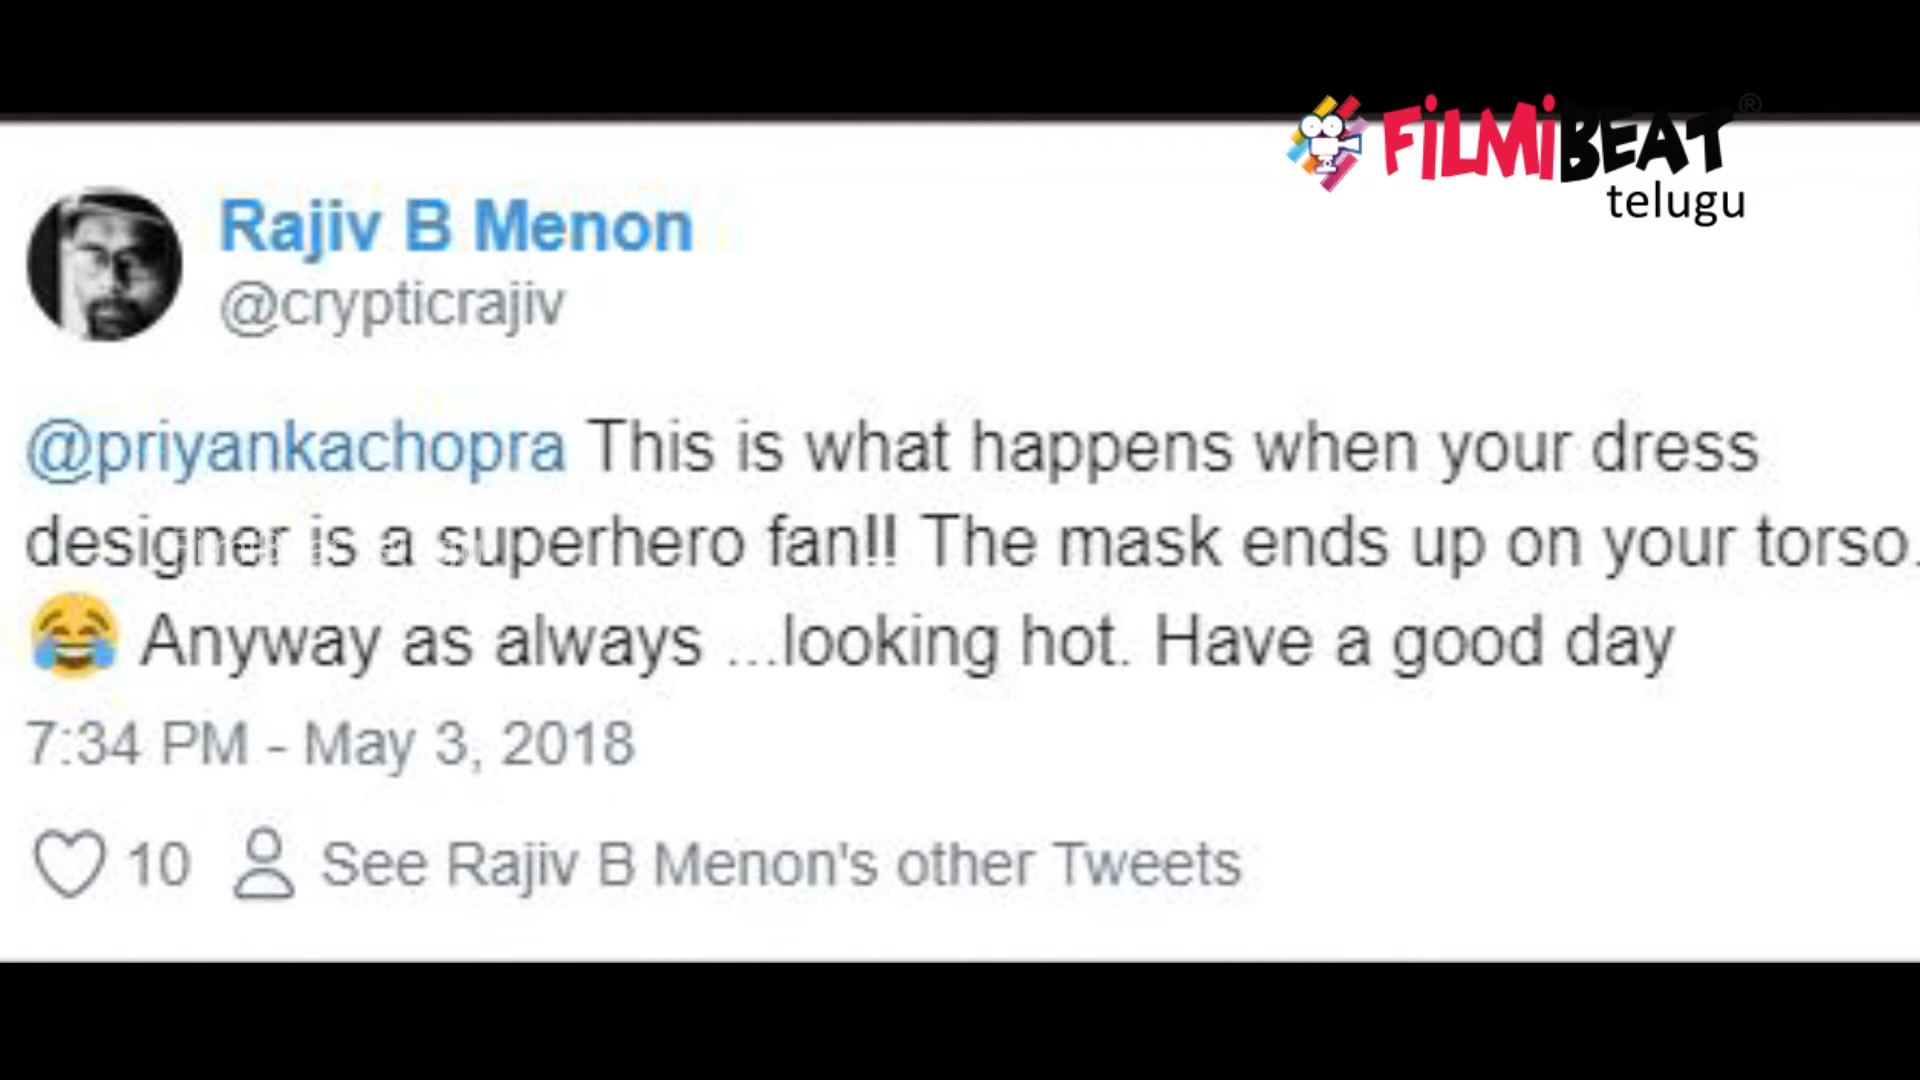 FiLMiBEAT®
telugu
Rajiv B Menon
@crypticrajiv
@priyankachopra This is what happens when your dress
designer is a superhero fan!! The mask ends up on your torso.
😂 Anyway as always ...looking hot. Have a good day
7:34 PM - May 3, 2018
10 See Rajiv B Menon's other Tweets